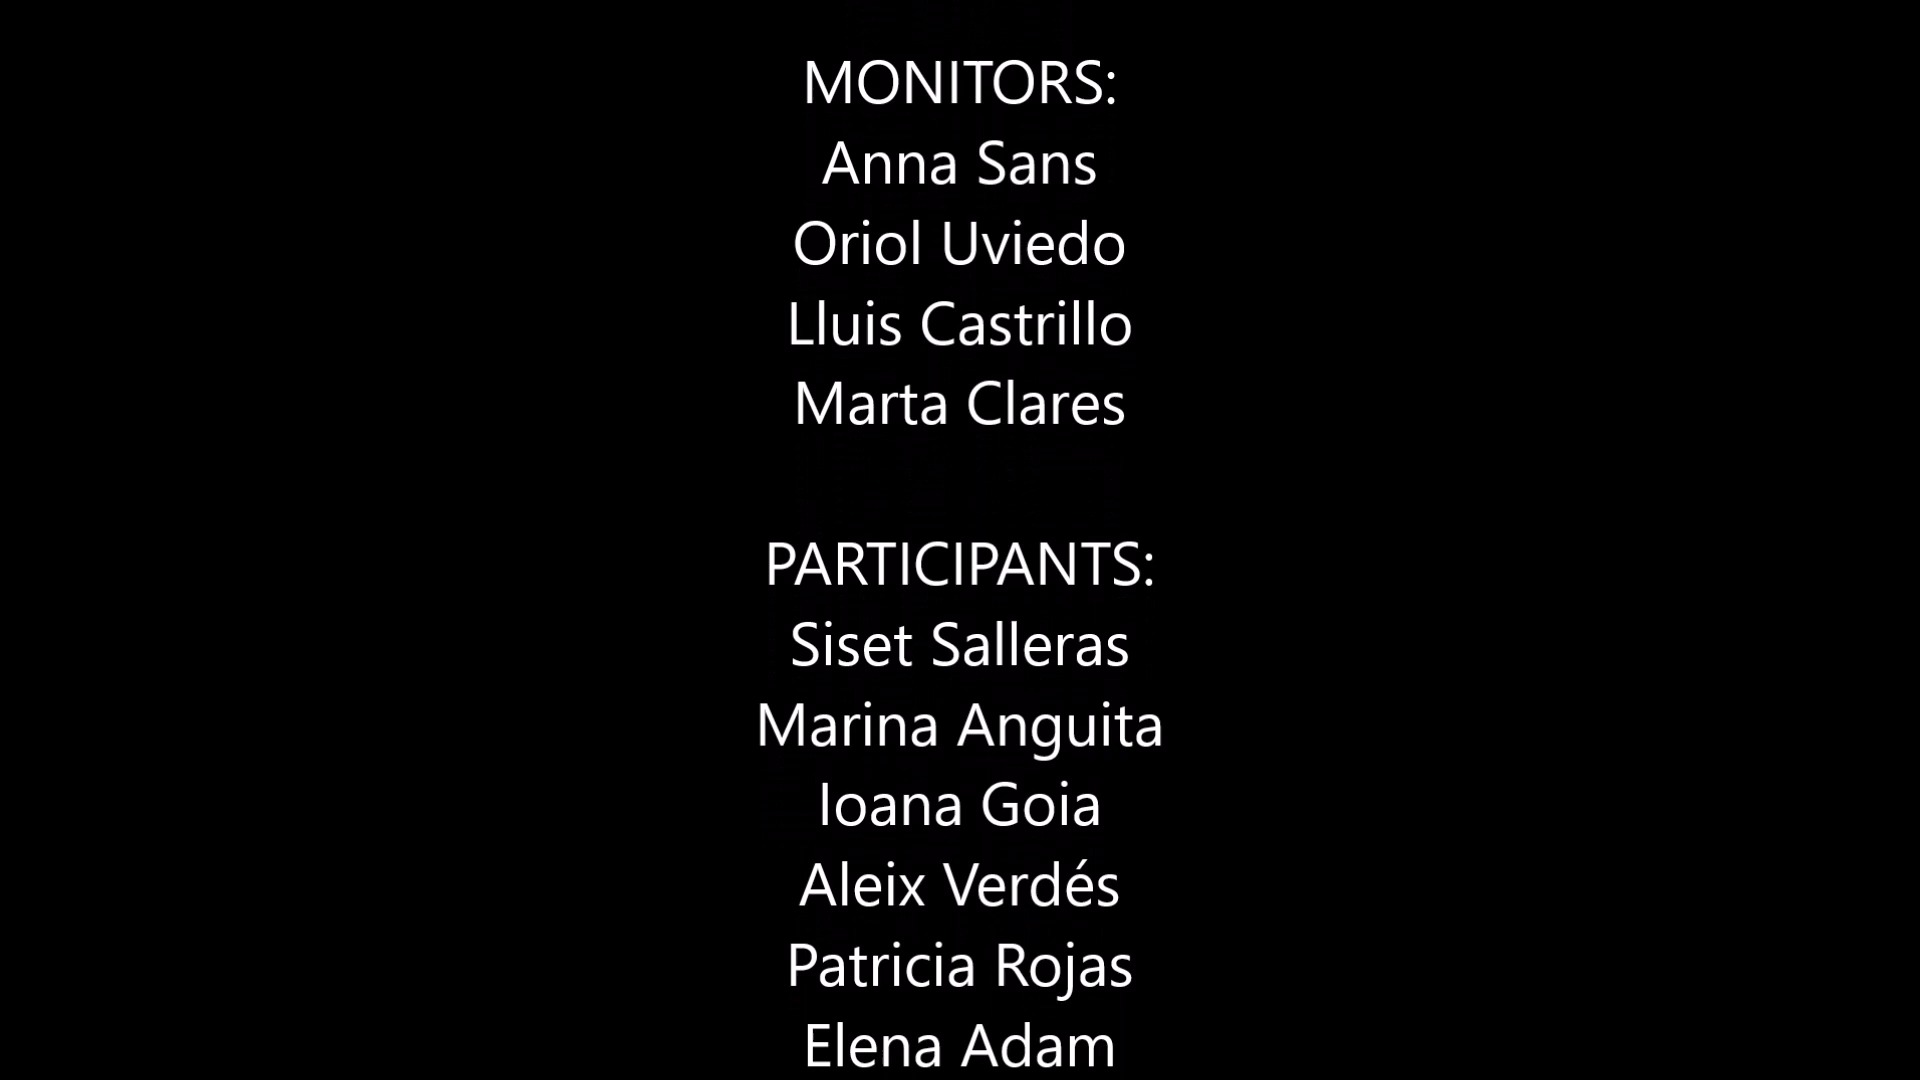 MONITORS:
Anna Sans
Oriol Uviedo
Lluis Castrillo
Marta Clares
PARTICIPANTS:
Siset Salleras
Marina Anguita
Ioana Goia
Aleix Verdés
Patricia Rojas
Elena Adam